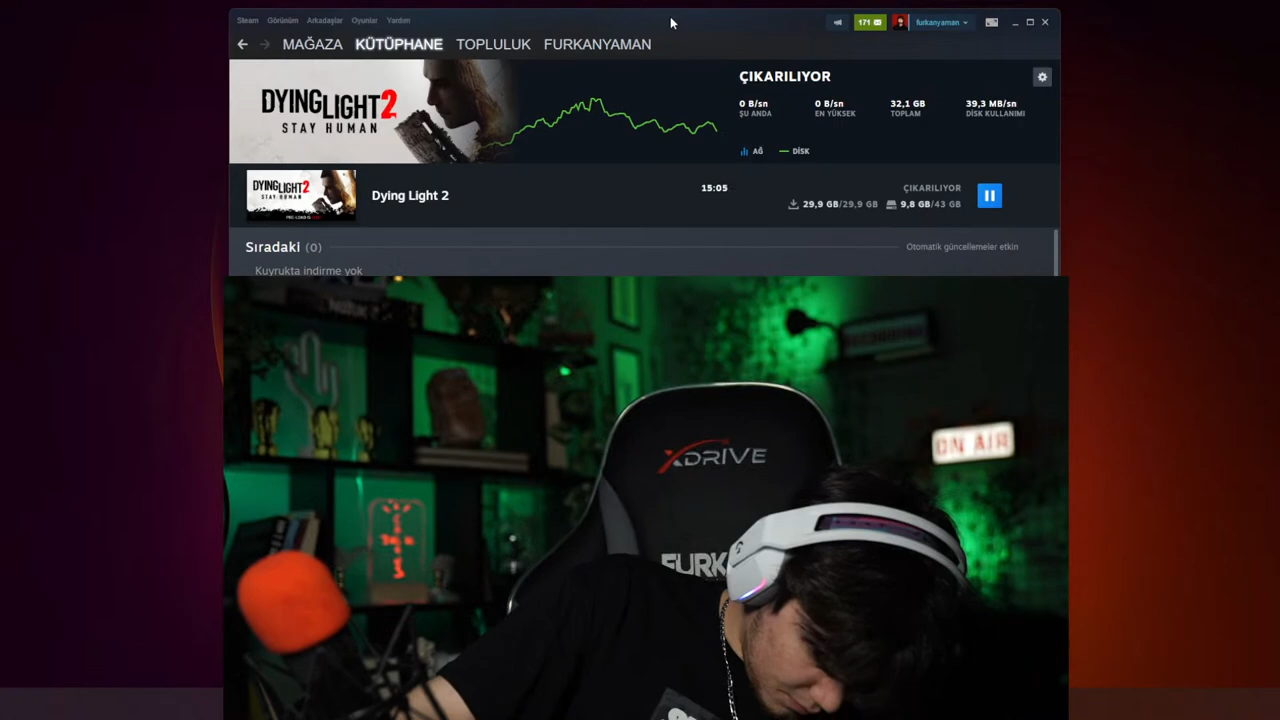 Steam Görünüm Arkadaşlar Oyunlar Yardım
171
furkanyaman
MAĞAZA KÜTÜPHANE TOPLULUK FURKANYAMAN
DYING LIGHT 2
STAY HUMAN
ÇIKARILIYOR
0 B/sn 0 B/sn 32,1 GB 39,3 MB/sn
ŞU ANDA EN YÜKSEK TOPLAM DİSK KULLANIMI
AĞ DİSK
DYING LIGHT 2
STAY HUMAN
Dying Light 2
15:05
ÇIKARILIYOR
29,9 GB/29,9 GB 9,8 GB/43 GB
Sıradaki (0)
Otomatik güncellemeler etkin
Kuyrukta indirme yok
XDRIVE
ON AIR
FURK